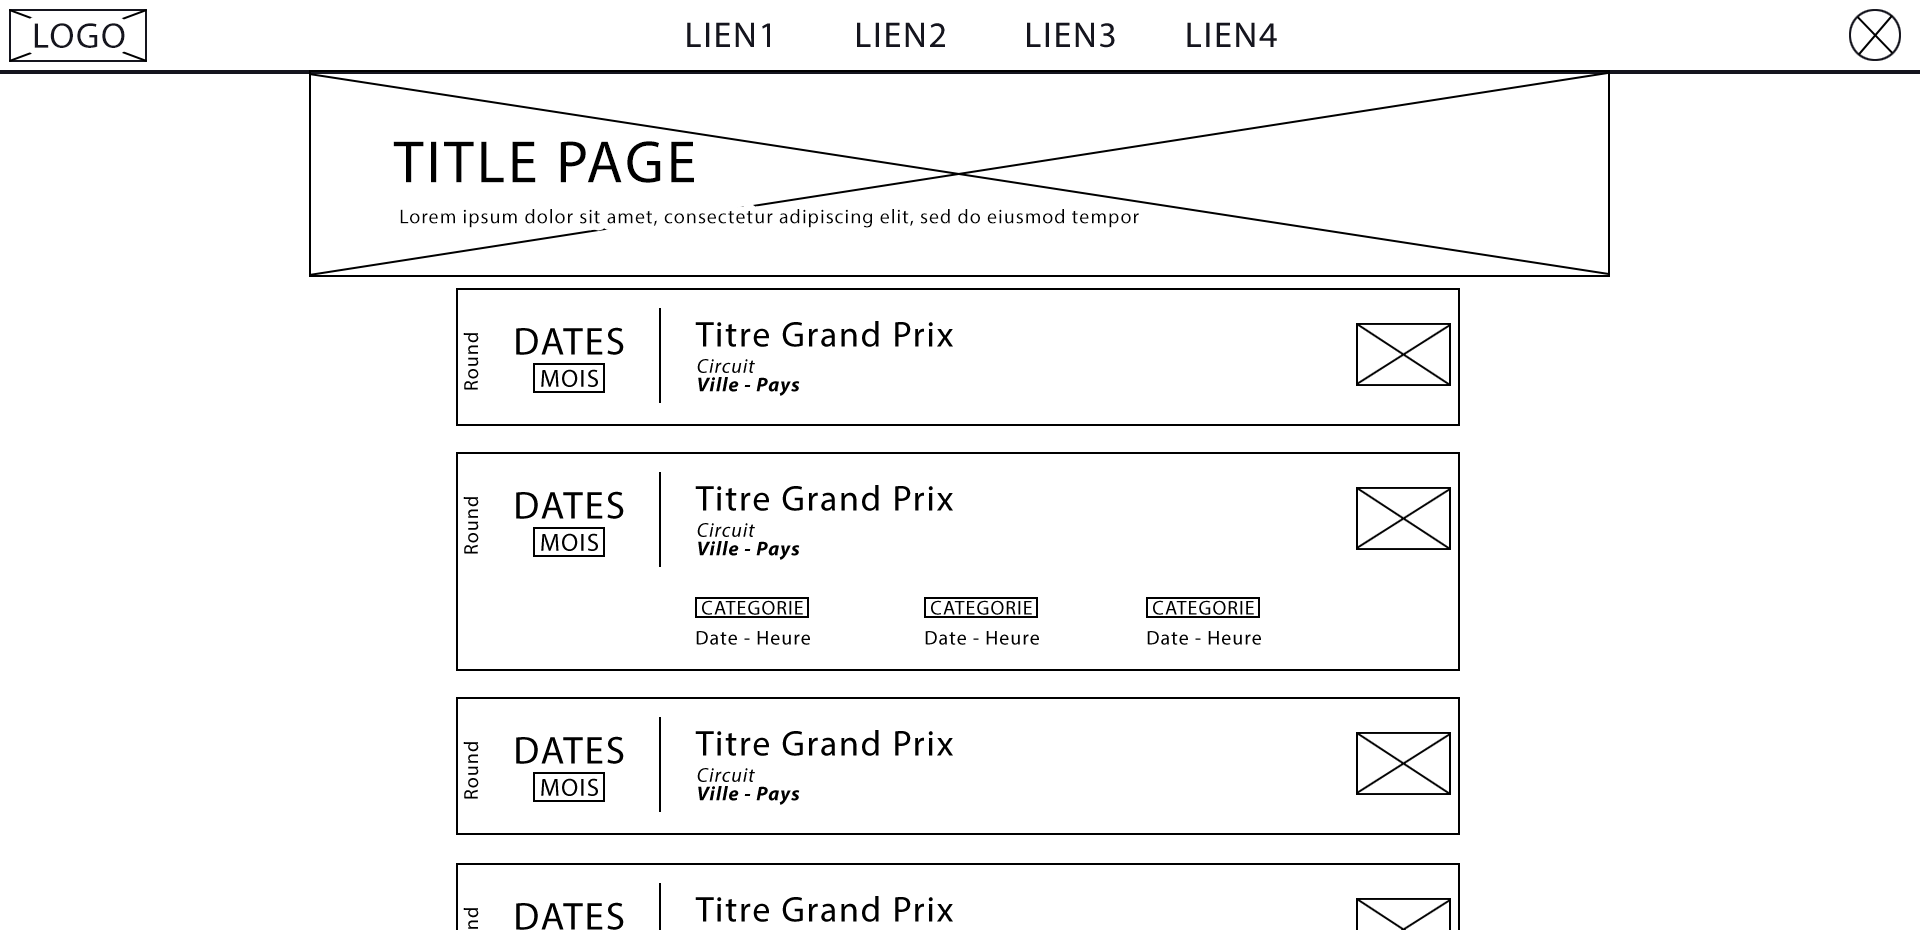 LOGO
LIEN1 LIEN2 LIEN3 LIEN4
TITLE PAGE
Lorem ipsum dolor sit amet, consectetur adipiscing elit, sed do eiusmod tempor
Round
DATES
MOIS
Titre Grand Prix
Circuit
Ville - Pays
Round
DATES
MOIS
Titre Grand Prix
Circuit
Ville - Pays
CATEGORIE CATEGORIE CATEGORIE
Date - Heure Date - Heure Date - Heure
Round
DATES
MOIS
Titre Grand Prix
Circuit
Ville - Pays
nd
DATES
Titre Grand Prix